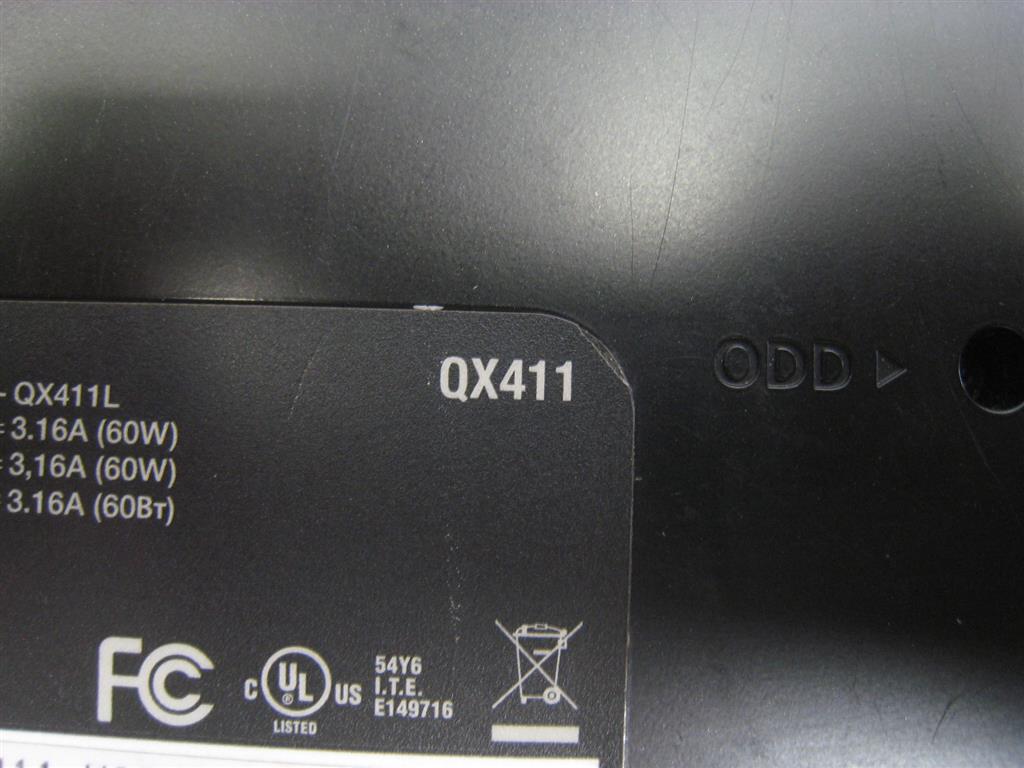 QX411
QX411L
3.16A (60W)
3,16A (60W)
3.16A (60Вт)
ODD
FC
C UL US
®
LISTED
54Y6
I.T.E.
E149716